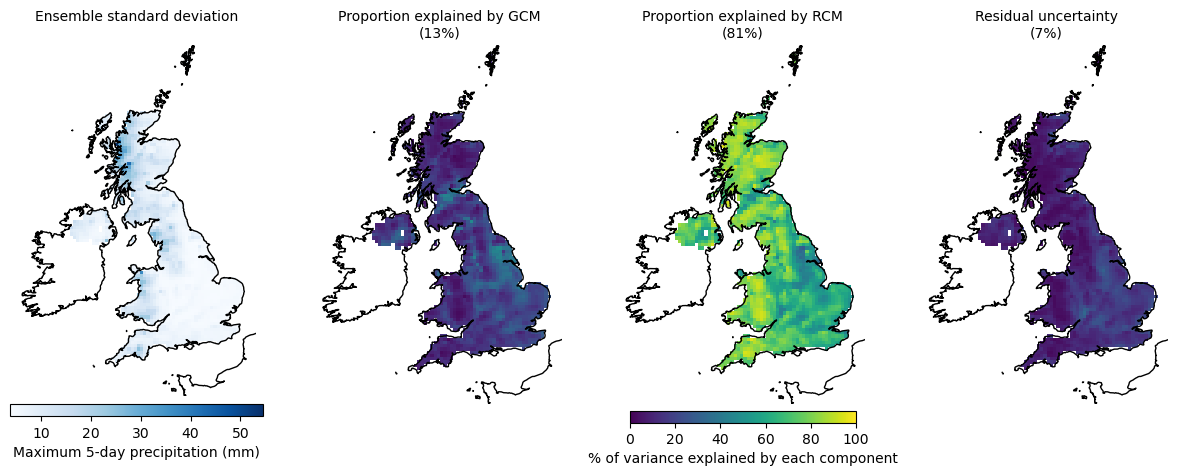 Ensemble standard deviation
Proportion explained by GCM
(13%)
Proportion explained by RCM
(81%)
Residual uncertainty
(7%)
10 20 30 40 50
Maximum 5-day precipitation (mm)
0 20 40 60 80 100
% of variance explained by each component